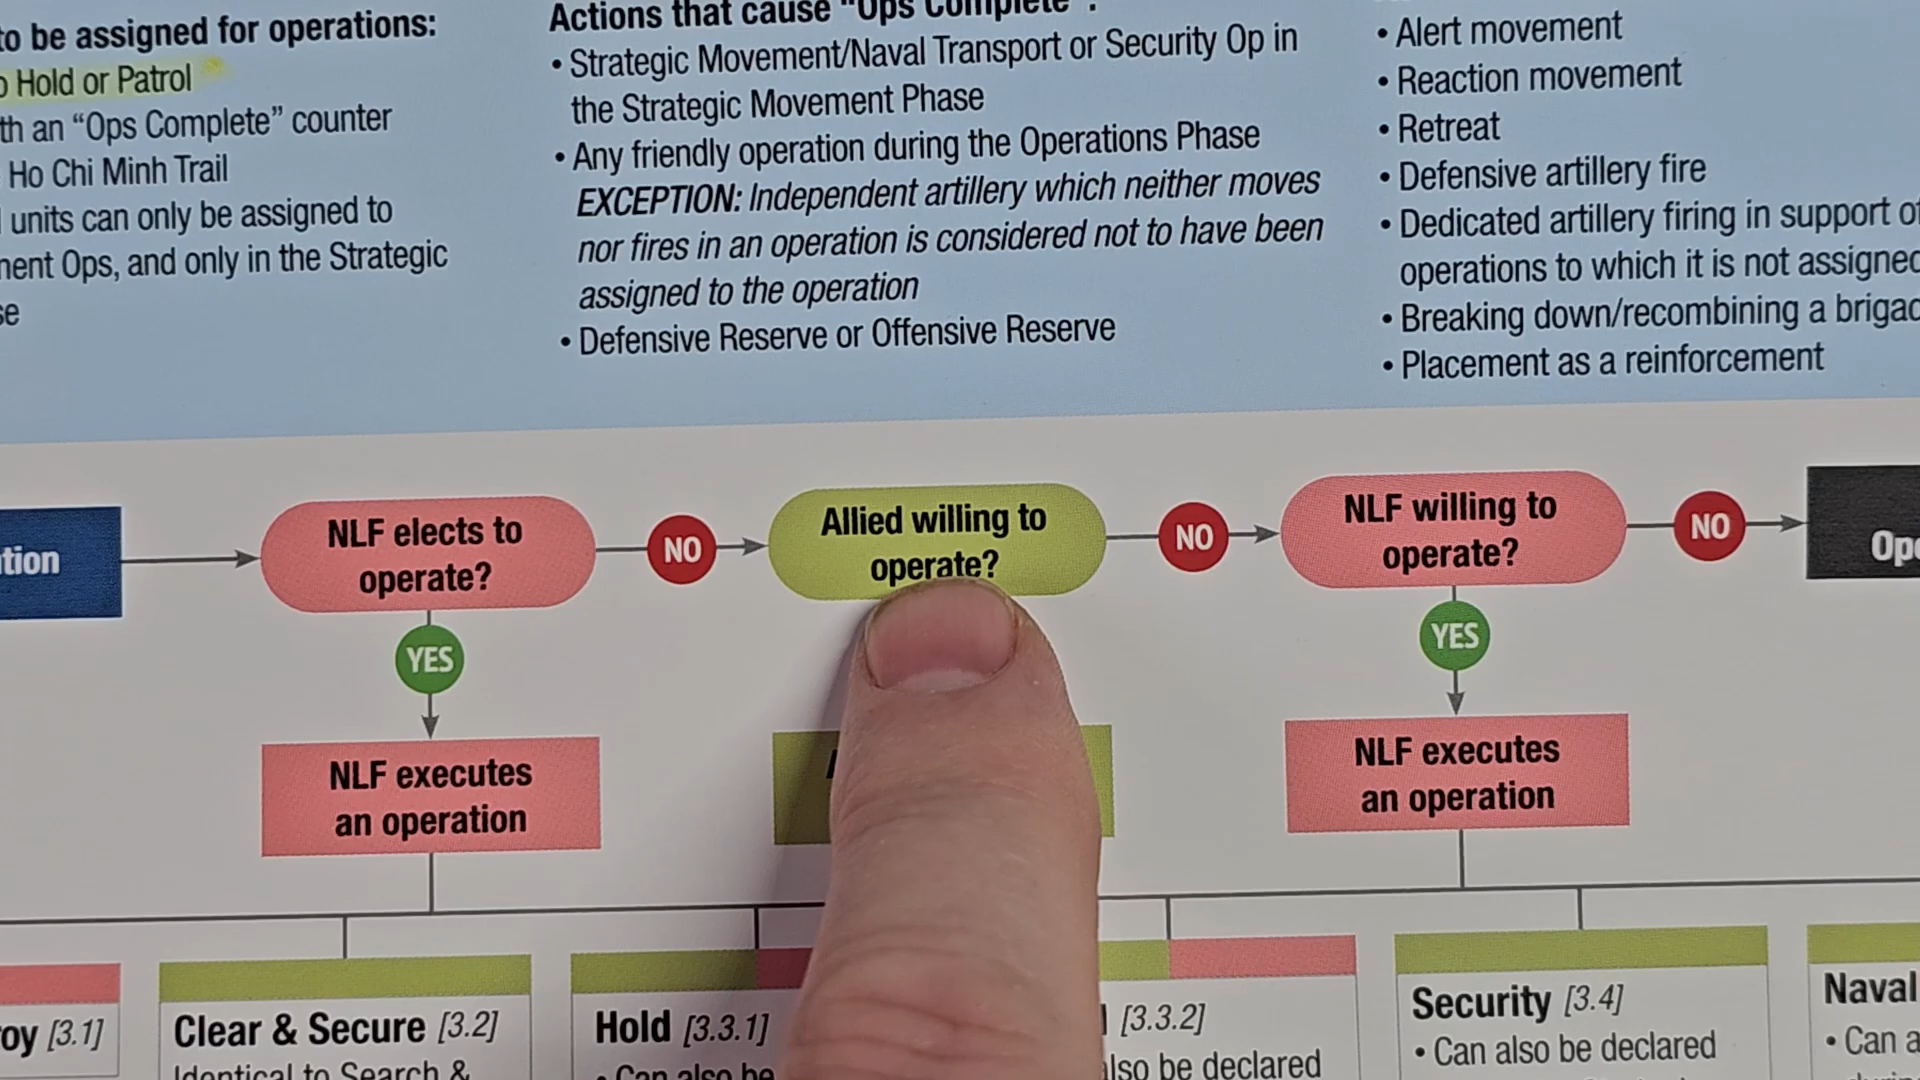 to be assigned for operations:
Hold or Patrol
an “Ops Complete” counter
Ho Chi Minh Trail
units can only be assigned to
Ops, and only in the Strategic
Actions that cause “Ops Complete”:
• Strategic Movement/Naval Transport or Security Op in
the Strategic Movement Phase
• Any friendly operation during the Operations Phase
EXCEPTION: Independent artillery which neither moves
nor fires in an operation is considered not to have been
assigned to the operation
• Defensive Reserve or Offensive Reserve
• Alert movement
• Reaction movement
• Retreat
• Defensive artillery fire
• Dedicated artillery firing in support of
operations to which it is not assigned
• Breaking down/recombining a
• Placement as a reinforcement
NLF elects to
operate?
NO
Allied willing to
operate?
NO
NLF willing to
operate?
NO
YES
YES
NLF executes
an operation
NLF executes
an operation
[3.1]
Clear & Secure [3.2]
Identical to Search &
Hold [3.3.1]
• Can also be
[3.3.2]
also be declared
Security [3.4]
• Can also be declared
Naval
• Can